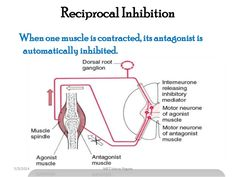 Reciprocal Inhibition
When one muscle is contracted, its antagonist is
automatically inhibited.
Dorsal root
ganglion
Interneurone
releasing
inhibitory
mediator
Motor neurone
of agonist
muscle
Motor neurone
of antagonist
muscle
Muscle
spindle
Agonist
muscle
Antagonist
muscle